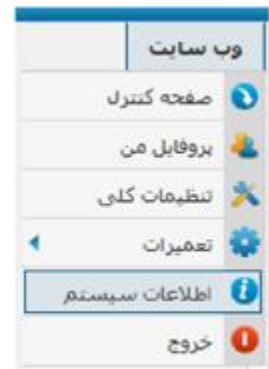 وب سایت
صفحه کنترل
پروفایل من
تنظیمات کلی
تعمیرات
اطلاعات سیستم
خروج